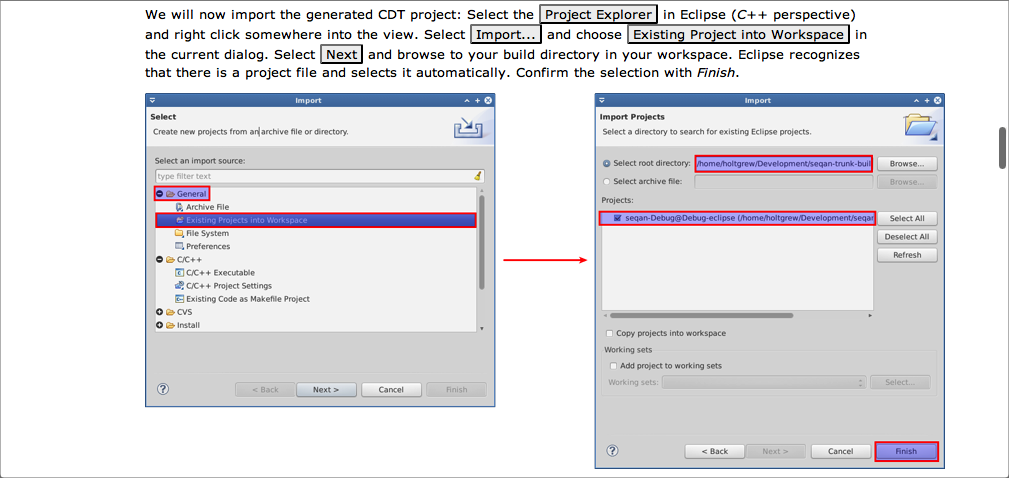 We will now import the generated CDT project: Select the Project Explorer in Eclipse (C++ perspective)
and right click somewhere into the view. Select Import... and choose Existing Project into Workspace in
the current dialog. Select Next and browse to your build directory in your workspace. Eclipse recognizes
that there is a project file and selects it automatically. Confirm the selection with Finish.
Import
Select
Create new projects from an archive file or directory.
Select an import source:
type filter text
General
Archive File
Existing Projects into Workspace
File System
Preferences
C/C++
C/C++ Executable
C/C++ Project Settings
Existing Code as Makefile Project
CVS
Install
< Back Next > Cancel Finish
Import
Import Projects
Select a directory to search for existing Eclipse projects.
Select root directory: /home/holtgrew/Development/seqan-trunk-buil Browse...
Select archive file: Browse...
Projects:
seqan-Debug@Debug-eclipse (/home/holtgrew/Development/seqan Select All
Deselect All
Refresh
Copy projects into workspace
Working sets
Add project to working sets
Working sets: Select...
< Back Next > Cancel Finish